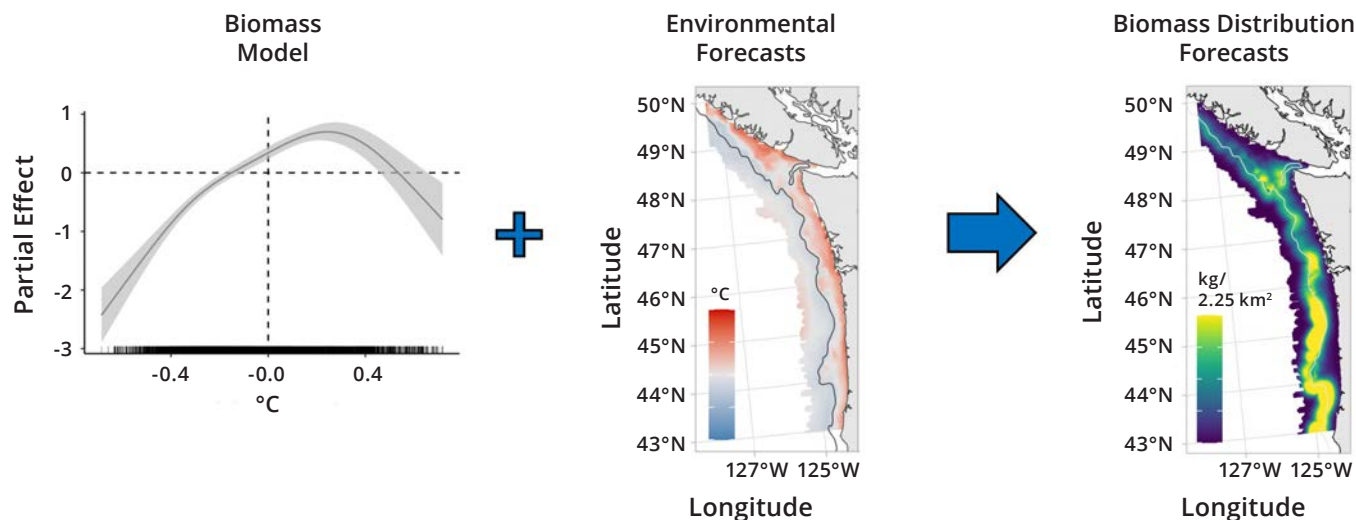 Biomass
Model
Partial Effect
1
0
-1
-2
-3
-0.4
-0.0
0.4
°C
Environmental
Forecasts
Latitude
50°N
49°N
48°N
47°N
46°N
45°N
44°N
43°N
°C
127°W 125°W
Longitude
Biomass Distribution
Forecasts
Latitude
50°N
49°N
48°N
47°N
46°N
45°N
44°N
43°N
kg/
2.25 km²
127°W 125°W
Longitude